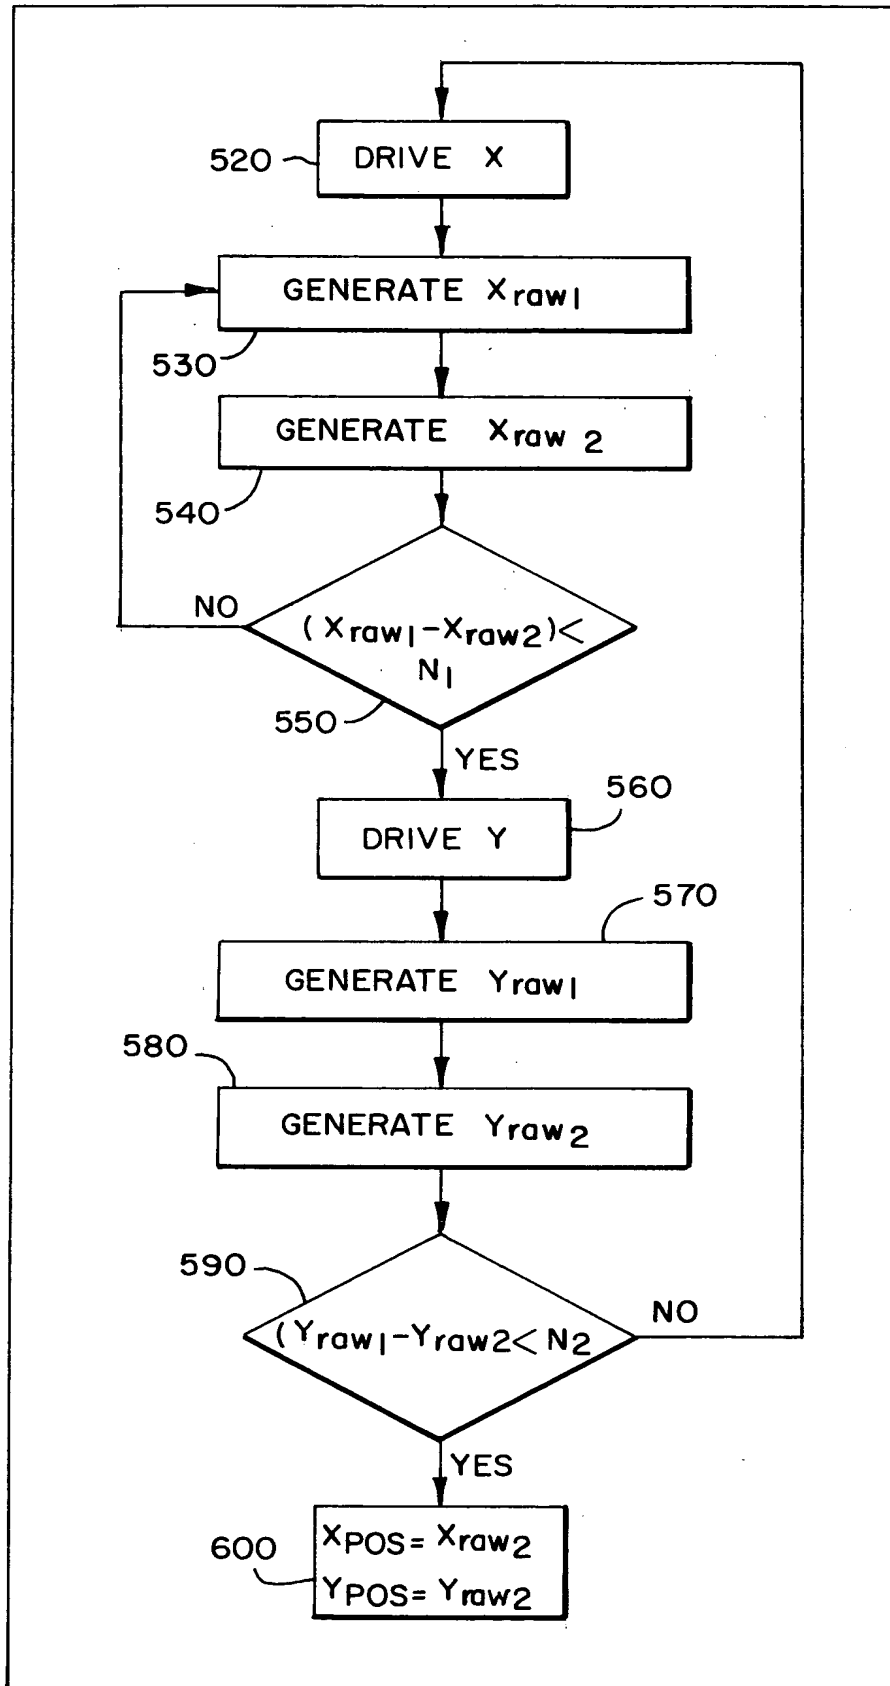 520 DRIVE X
GENERATE Xraw1
530
GENERATE Xraw 2
540
NO
(Xraw1-Xraw2)<
N1
550
YES
560
DRIVE Y
570
GENERATE Yraw1
580
GENERATE Yraw2
590
NO
(Yraw1-Yraw2<N2
YES
XPOS= Xraw2
600
YPOS= Yraw2